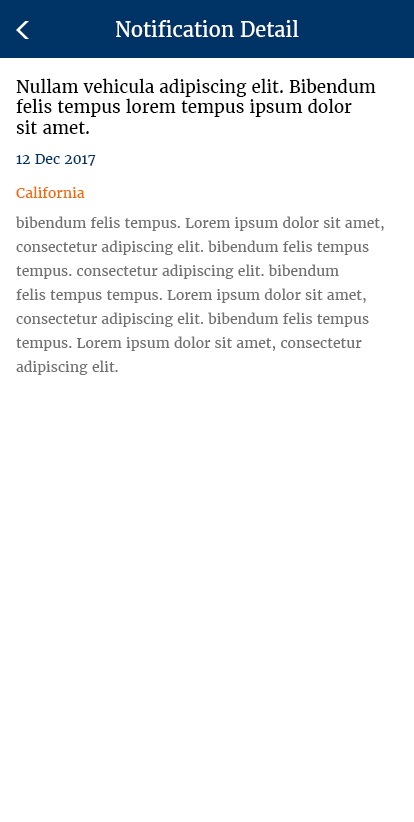 Notification Detail
Nullam vehicula adipiscing elit. Bibendum
felis tempus lorem tempus ipsum dolor
sit amet.
12 Dec 2017
California
bibendum felis tempus. Lorem ipsum dolor sit amet,
consectetur adipiscing elit. bibendum felis tempus
tempus. consectetur adipiscing elit. bibendum
felis tempus tempus. Lorem ipsum dolor sit amet,
consectetur adipiscing elit. bibendum felis tempus
tempus. Lorem ipsum dolor sit amet, consectetur
adipiscing elit.